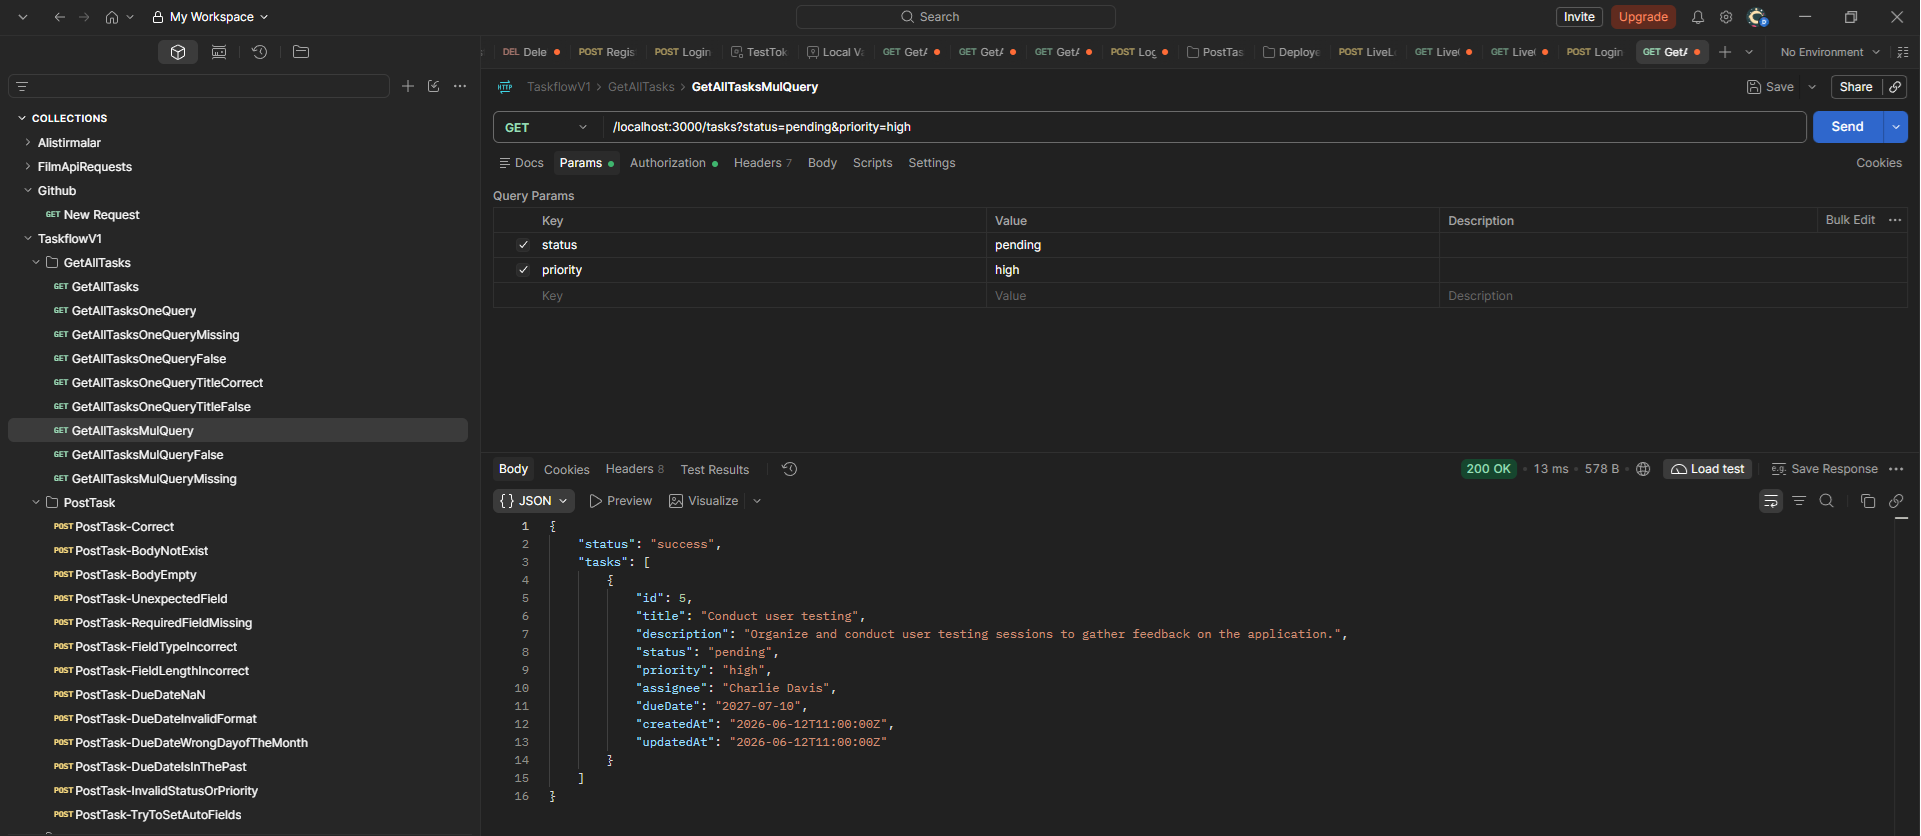 My Workspace
Search
Invite
Upgrade
DEL Dele
POST Regis
POST Login
TestTok
Local Va
GET GetA
GET GetA
GET GetA
POST Log
PostTas
Deploye
POST LiveL
GET Live
GET Live
POST Login
GET GetA
No Environment
COLLECTIONS
Alistirmalar
FilmApiRequests
Github
GET New Request
TaskflowV1
GetAllTasks
GET GetAllTasks
GET GetAllTasksOneQuery
GET GetAllTasksOneQueryMissing
GET GetAllTasksOneQueryFalse
GET GetAllTasksOneQueryTitleCorrect
GET GetAllTasksOneQueryTitleFalse
GET GetAllTasksMulQuery
GET GetAllTasksMulQueryFalse
GET GetAllTasksMulQueryMissing
PostTask
POST PostTask-Correct
POST PostTask-BodyNotExist
POST PostTask-BodyEmpty
POST PostTask-UnexpectedField
POST PostTask-RequiredFieldMissing
POST PostTask-FieldTypeIncorrect
POST PostTask-FieldLengthIncorrect
POST PostTask-DueDateNaN
POST PostTask-DueDateInvalidFormat
POST PostTask-DueDateWrongDayofTheMonth
POST PostTask-DueDateIsInThePast
POST PostTask-InvalidStatusOrPriority
POST PostTask-TryToSetAutoFields
HTTP TaskflowV1 > GetAllTasks > GetAllTasksMulQuery
Save
Share
GET /localhost:3000/tasks?status=pending&priority=high
Send
Docs Params Authorization Headers 7 Body Scripts Settings
Cookies
Query Params
Key Value Description Bulk Edit
status pending
priority high
Key Value Description
Body Cookies Headers 8 Test Results
200 OK • 13 ms • 578 B
Load test
e.g. Save Response
{} JSON Preview Visualize
1 {
2 "status": "success",
3 "tasks": [
4 {
5 "id": 5,
6 "title": "Conduct user testing",
7 "description": "Organize and conduct user testing sessions to gather feedback on the application.",
8 "status": "pending",
9 "priority": "high",
10 "assignee": "Charlie Davis",
11 "dueDate": "2027-07-10",
12 "createdAt": "2026-06-12T11:00:00Z",
13 "updatedAt": "2026-06-12T11:00:00Z"
14 }
15 ]
16 }